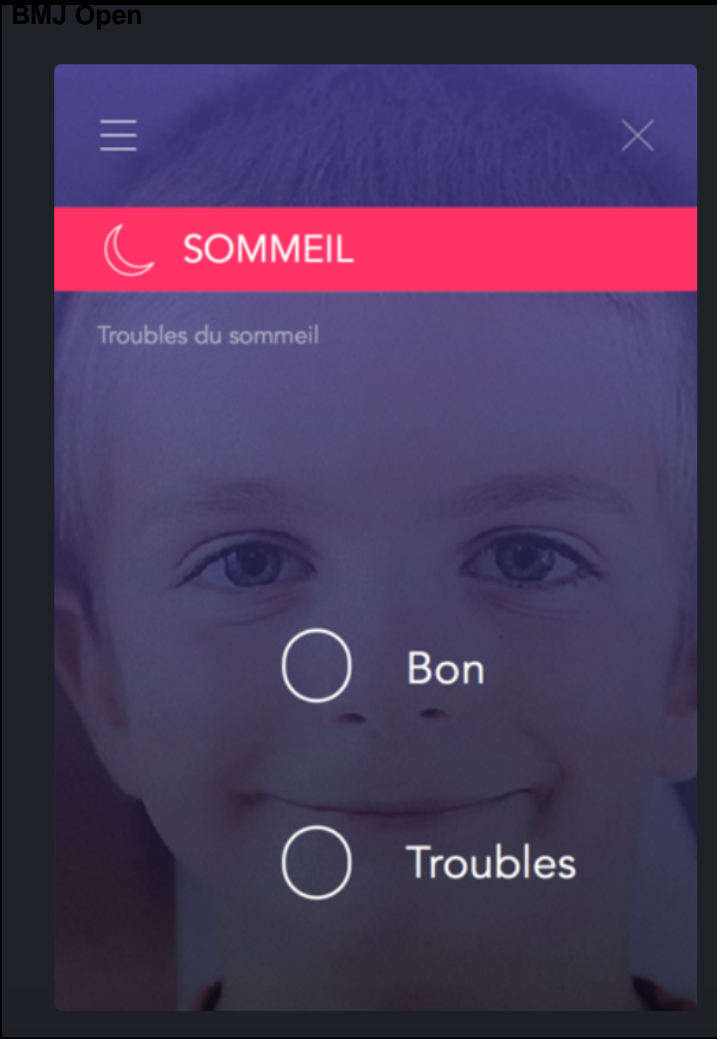 BMJ Open
SOMMEIL
Troubles du sommeil
Bon
Troubles